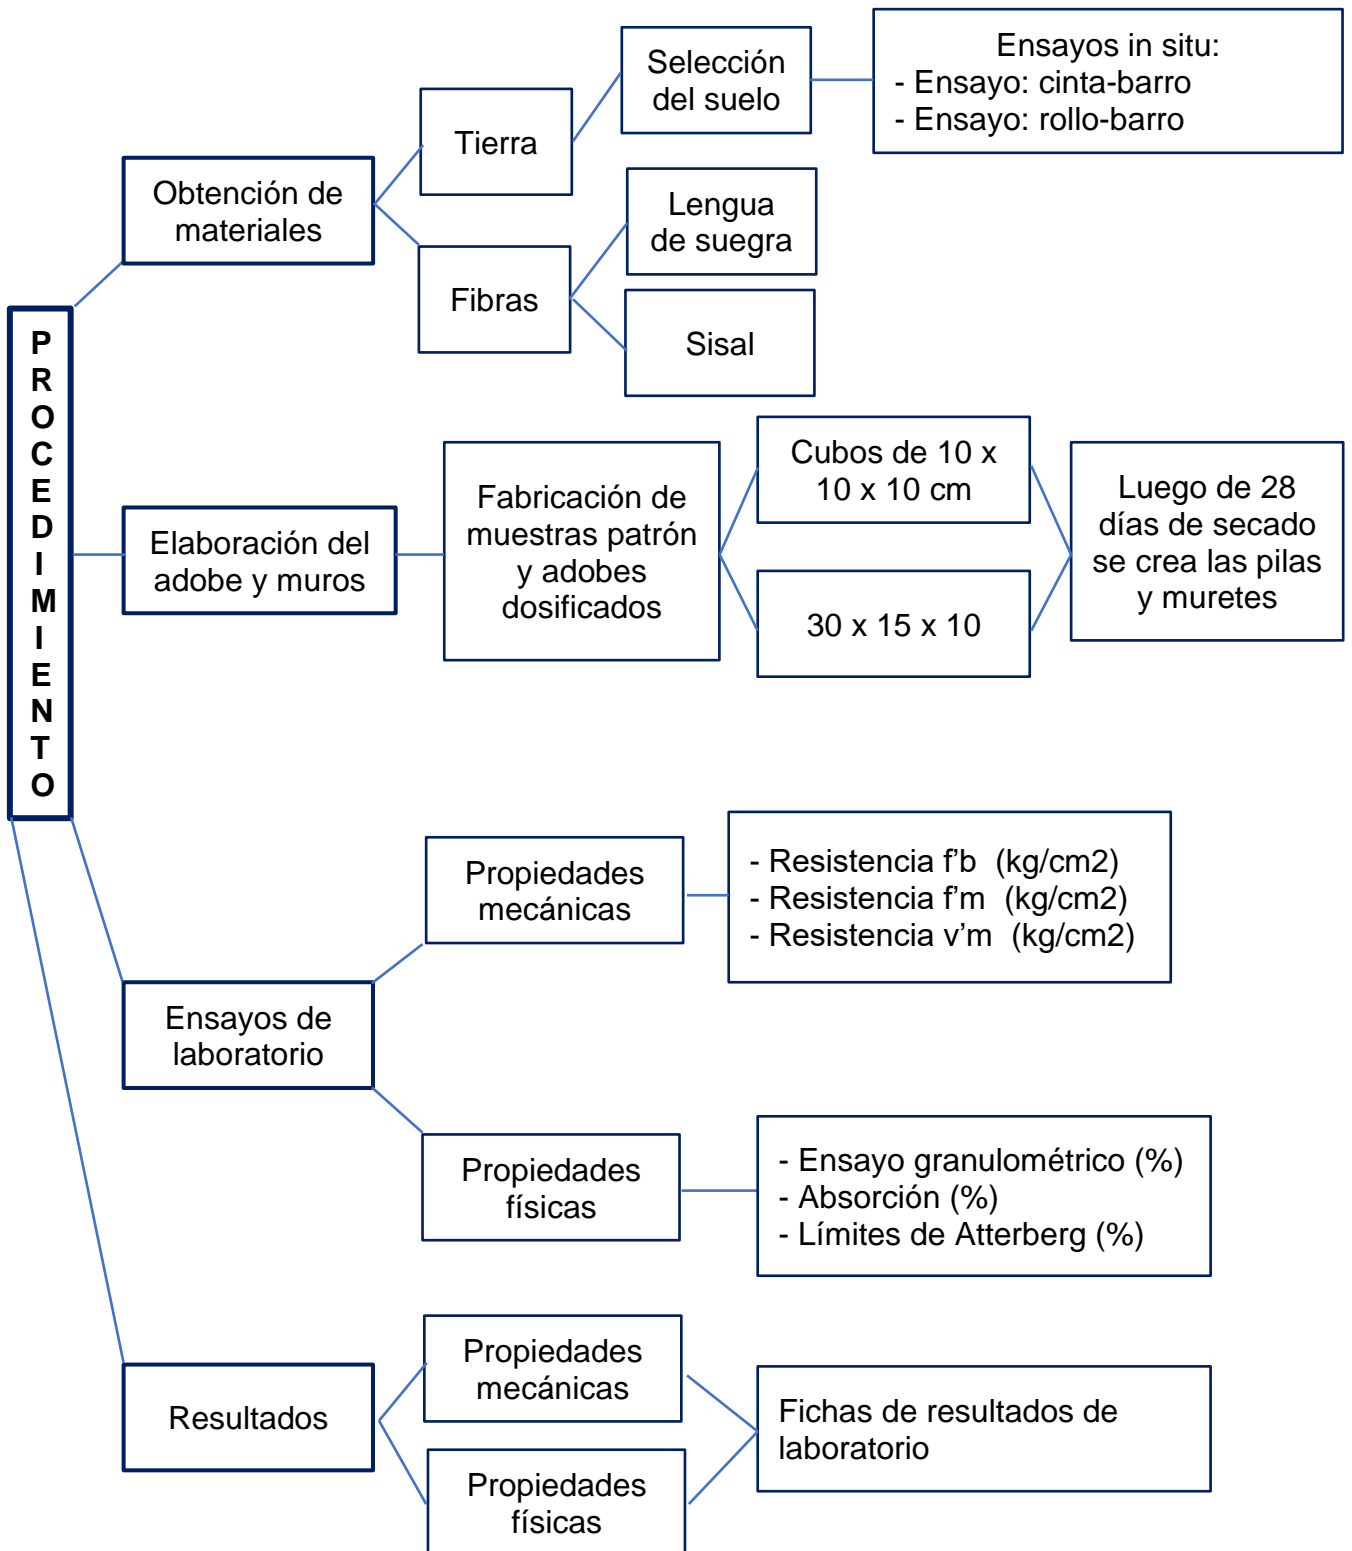 PROCEDIMIENTO
Obtención de
materiales
Tierra
Selección
del suelo
Ensayos in situ:
- Ensayo: cinta-barro
- Ensayo: rollo-barro
Fibras
Lengua
de suegra
Sisal
Elaboración del
adobe y muros
Fabricación de
muestras patrón
y adobes
dosificados
Cubos de 10 x
10 x 10 cm
30 x 15 x 10
Luego de 28
días de secado
se crea las pilas
y muretes
Ensayos de
laboratorio
Propiedades
mecánicas
- Resistencia f’b (kg/cm2)
- Resistencia f’m (kg/cm2)
- Resistencia v’m (kg/cm2)
Propiedades
físicas
- Ensayo granulométrico (%)
- Absorción (%)
- Límites de Atterberg (%)
Resultados
Propiedades
mecánicas
Propiedades
físicas
Fichas de resultados de
laboratorio